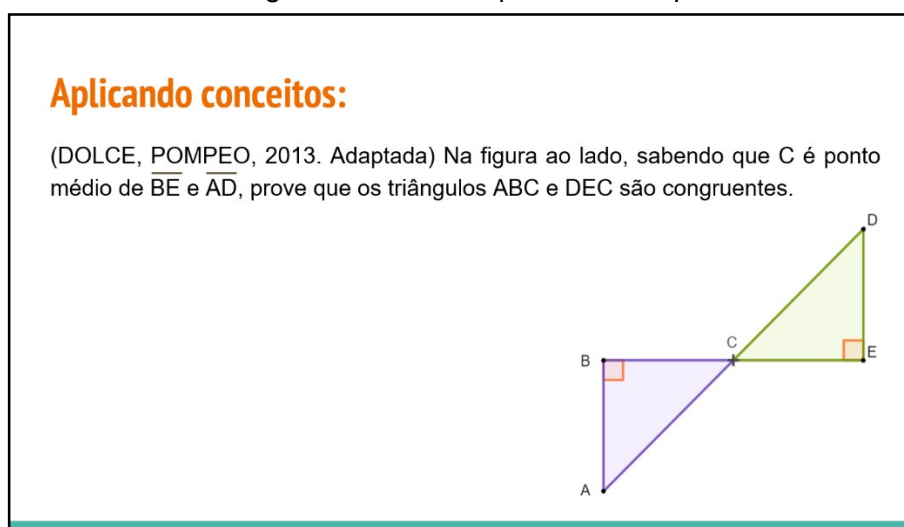 Aplicando conceitos:
(DOLCE, POMPEO, 2013. Adaptada) Na figura ao lado, sabendo que C é ponto
médio de BE e AD, prove que os triângulos ABC e DEC são congruentes.
D
C
B
E
A